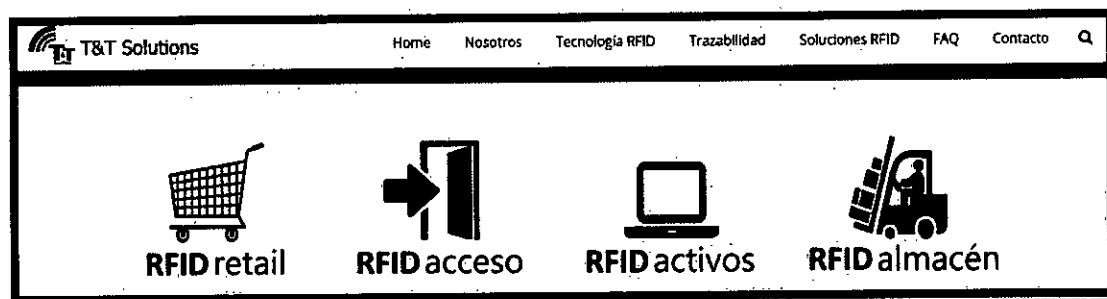 T&T T&T Solutions Home Nosotros Tecnología RFID Trazabilidad Soluciones RFID FAQ Contacto
RFID retail RFID acceso RFID activos RFID almacén